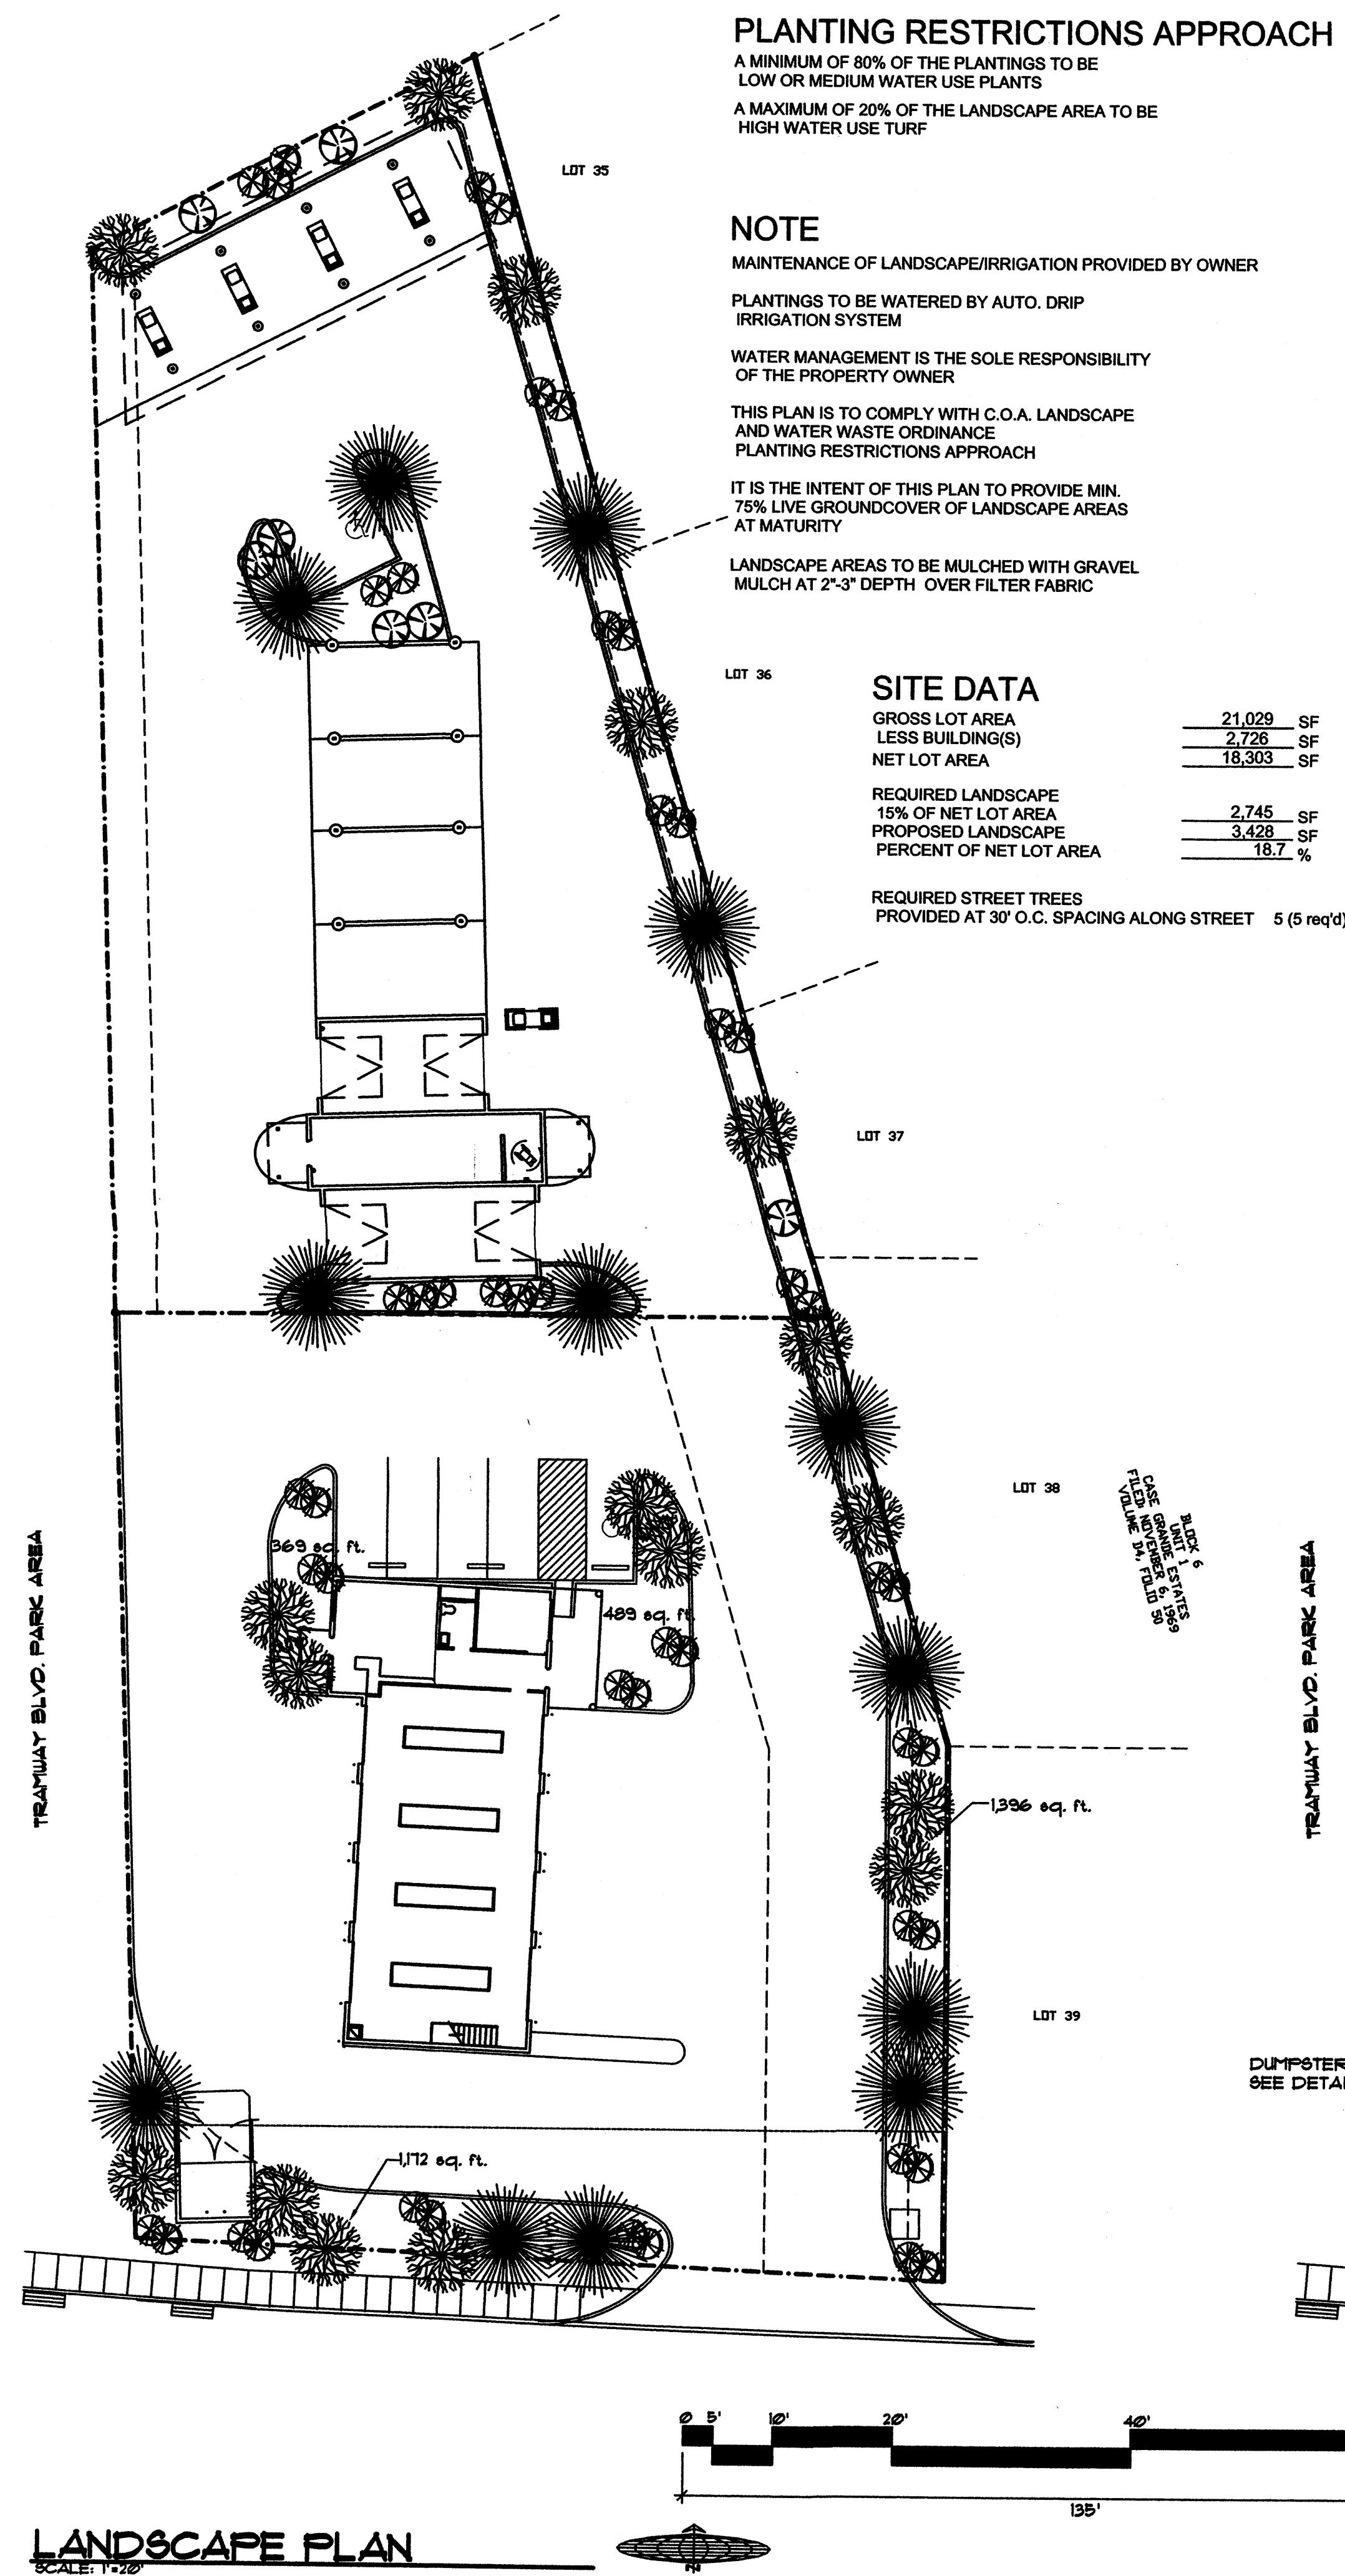 PLANTING RESTRICTIONS APPROACH
A MINIMUM OF 80% OF THE PLANTINGS TO BE
LOW OR MEDIUM WATER USE PLANTS
A MAXIMUM OF 20% OF THE LANDSCAPE AREA TO BE
HIGH WATER USE TURF
LOT 35
NOTE
MAINTENANCE OF LANDSCAPE/IRRIGATION PROVIDED BY OWNER
PLANTINGS TO BE WATERED BY AUTO. DRIP
IRRIGATION SYSTEM
WATER MANAGEMENT IS THE SOLE RESPONSIBILITY
OF THE PROPERTY OWNER
THIS PLAN IS TO COMPLY WITH C.O.A. LANDSCAPE
AND WATER WASTE ORDINANCE
PLANTING RESTRICTIONS APPROACH
IT IS THE INTENT OF THIS PLAN TO PROVIDE MIN.
75% LIVE GROUNDCOVER OF LANDSCAPE AREAS
AT MATURITY
LANDSCAPE AREAS TO BE MULCHED WITH GRAVEL
MULCH AT 2"-3" DEPTH OVER FILTER FABRIC
LOT 36
SITE DATA
GROSS LOT AREA 21,029 SF
LESS BUILDING(S) 2,726 SF
NET LOT AREA 18,303 SF
REQUIRED LANDSCAPE
15% OF NET LOT AREA 2,745 SF
PROPOSED LANDSCAPE 3,428 SF
PERCENT OF NET LOT AREA 18.7 %
REQUIRED STREET TREES
PROVIDED AT 30' O.C. SPACING ALONG STREET 5 (5 req'd)
LOT 37
LOT 38
BLOCK 6
UNIT 1
CASE GRANDE ESTATES
FILED: NOVEMBER 6, 1969
VOLUME D4, FOLIO 50
369 sq. ft.
489 sq. ft.
TRAMWAY BLVD. PARK AREA
TRAMWAY BLVD. PARK AREA
1,396 sq. ft.
LOT 39
DUMPSTER
SEE DETAI
1,172 sq. ft.
0 5' 10' 20' 40'
135'
LANDSCAPE PLAN
SCALE: 1"=20'
N